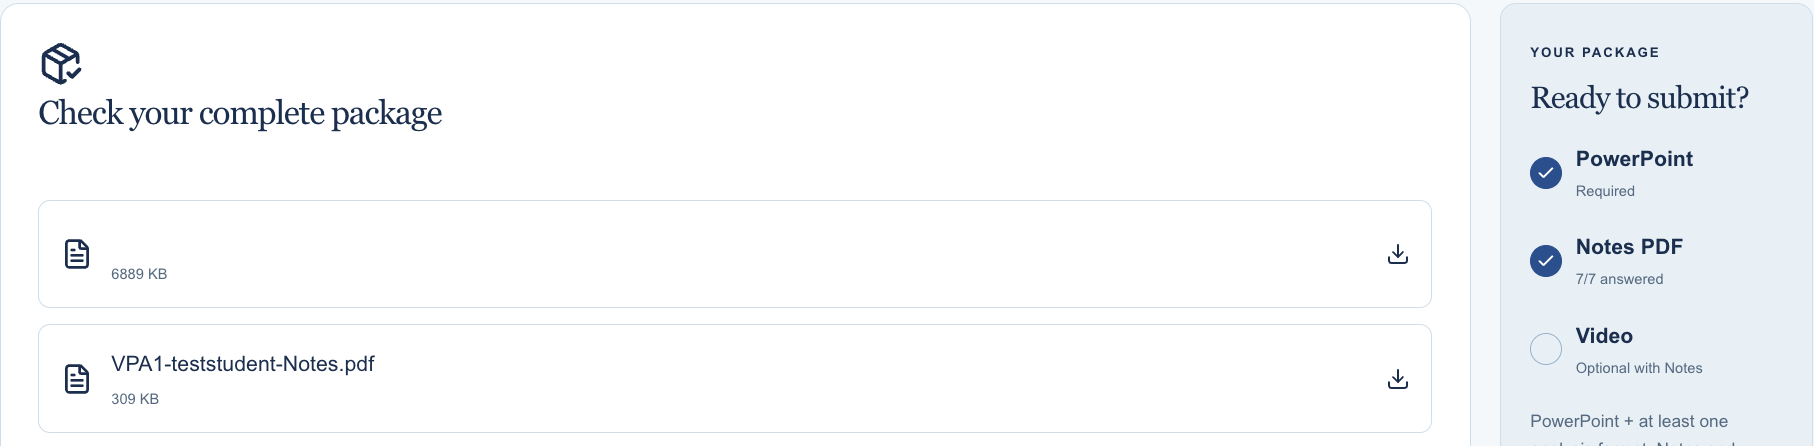 Check your complete package
6889 KB
VPA1-teststudent-Notes.pdf
309 KB
YOUR PACKAGE
Ready to submit?
PowerPoint
Required
Notes PDF
7/7 answered
Video
Optional with Notes
PowerPoint + at least one